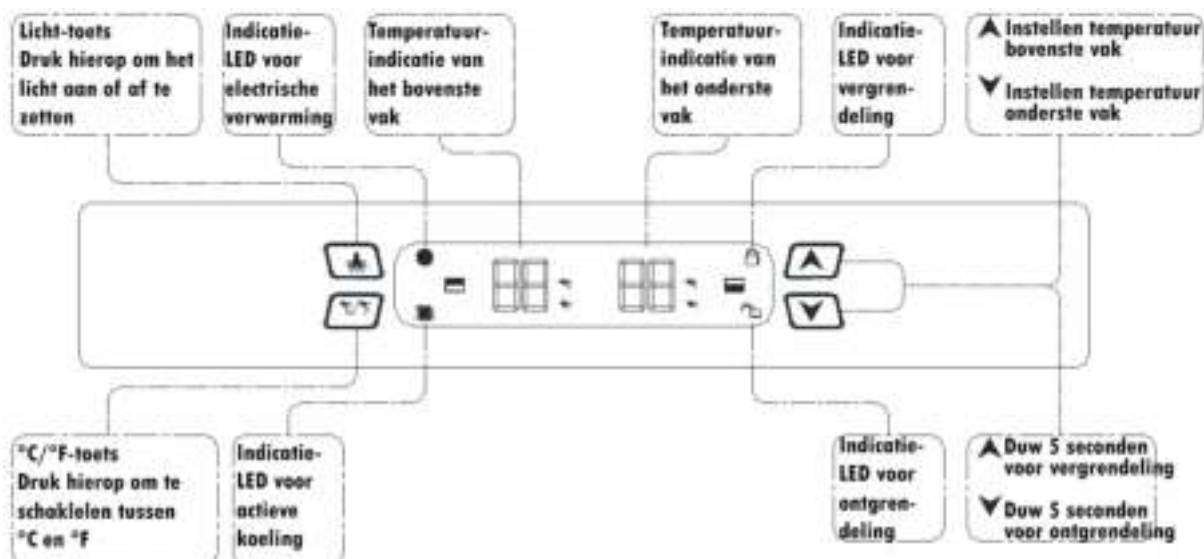 Licht-toets
Druk hierop om het
licht aan of af te
zetten
Indicatie-
LED voor
electrische
verwarming
Temperatuur-
indicatie van
het bovenste
vak
Temperatuur-
indicatie van
het onderste
vak
Indicatie-
LED voor
vergren-
deling
Instellen temperatuur
bovenste vak
Instellen temperatuur
onderste vak
°C/°F-toets
Druk hierop om te
schaklelen tussen
°C en °F
Indicatie-
LED voor
actieve
koeling
Indicatie-
LED voor
ontgren-
deling
Duw 5 seconden
voor vergrendeling
Duw 5 seconden
voor ontgrendeling